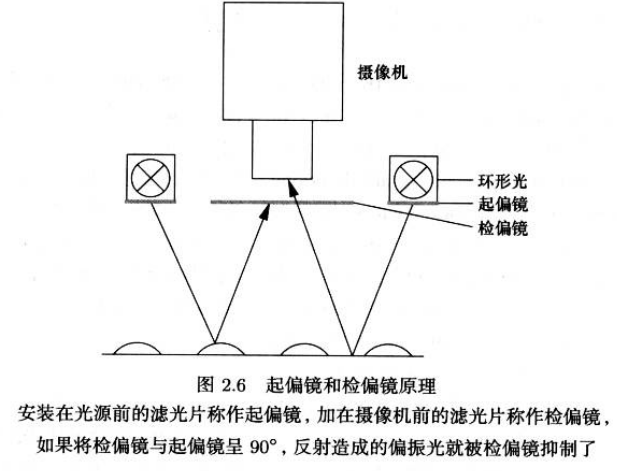 摄像机
环形光
起偏镜
检偏镜
图 2.6 起偏镜和检偏镜原理
安装在光源前的滤光片称作起偏镜，加在摄像机前的滤光片称作检偏镜，
如果将检偏镜与起偏镜呈 90°，反射造成的偏振光就被检偏镜抑制了